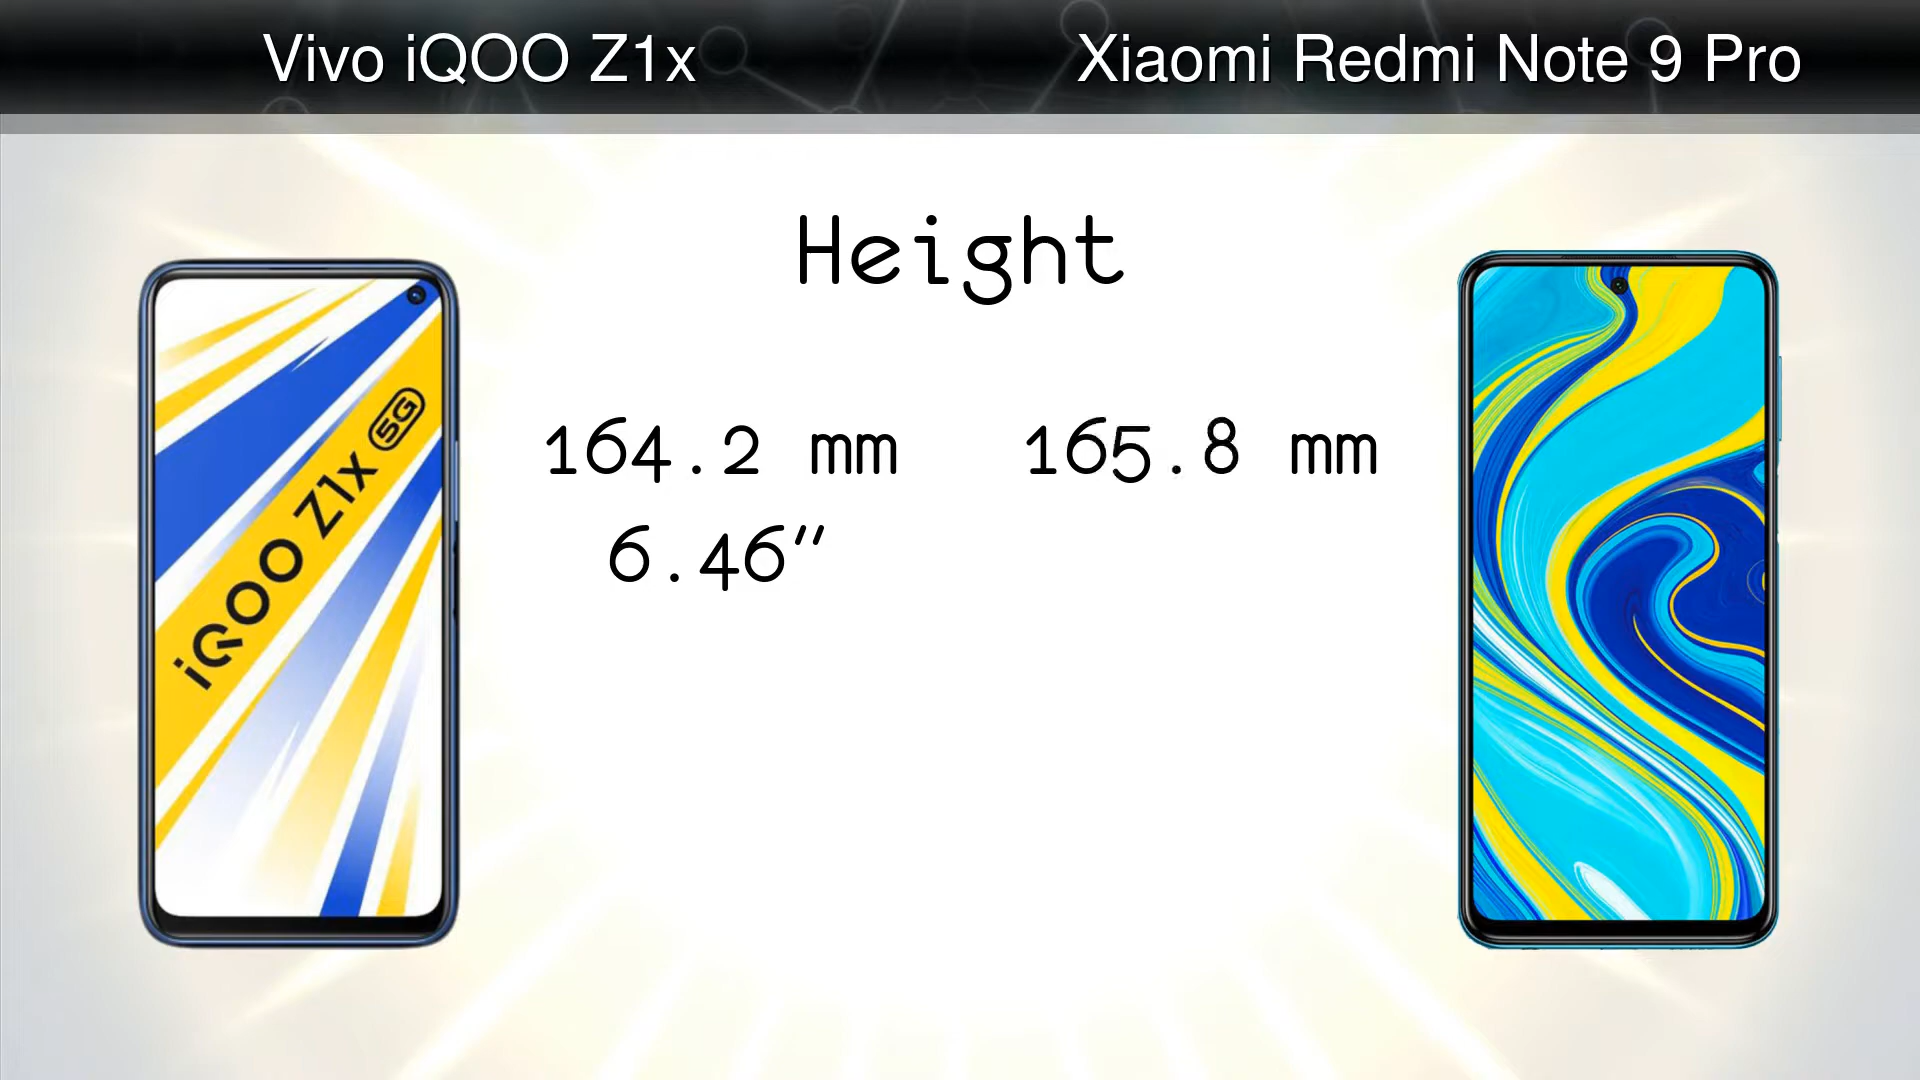 Vivo iQOO Z1x
Xiaomi Redmi Note 9 Pro
Height
164.2 mm
165.8 mm
6.46"
iQOO Z1x 5G